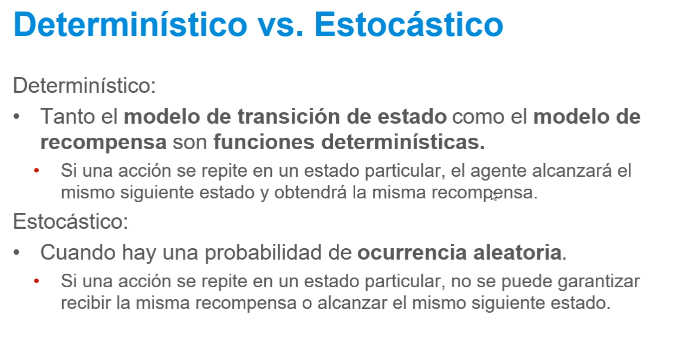 Determinístico vs. Estocástico
Determinístico:
• Tanto el modelo de transición de estado como el modelo de
recompensa son funciones determinísticas.
• Si una acción se repite en un estado particular, el agente alcanzará el
mismo siguiente estado y obtendrá la misma recompensa.
Estocástico:
• Cuando hay una probabilidad de ocurrencia aleatoria.
• Si una acción se repite en un estado particular, no se puede garantizar
recibir la misma recompensa o alcanzar el mismo siguiente estado.